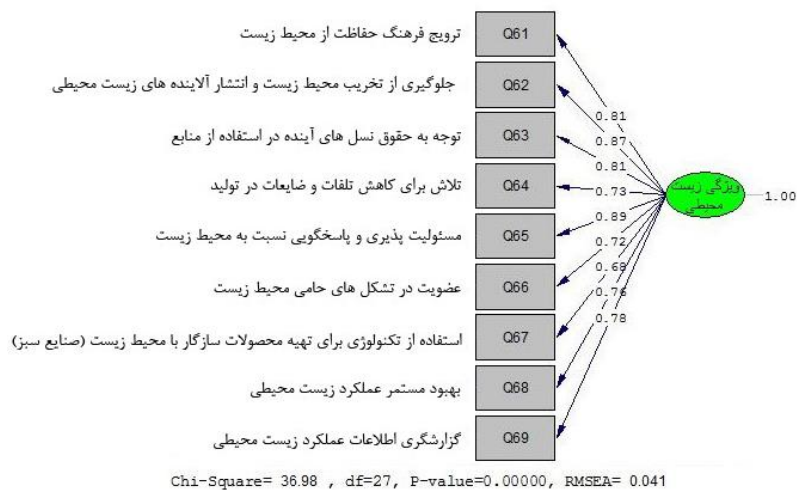 ترویج فرهنگ حفاظت از محیط زیست
Q61
جلوگیری از تخریب محیط زیست و انتشار آلاینده های زیست محیطی
Q62
توجه به حقوق نسل های آینده در استفاده از منابع
Q63
تلاش برای کاهش تلفات و ضایعات در تولید
Q64
مسئولیت پذیری و پاسخگویی نسبت به محیط زیست
Q65
عضویت در تشکل های حامی محیط زیست
Q66
استفاده از تکنولوژی برای تهیه محصولات سازگار با محیط زیست (صنایع سبز)
Q67
بهبود مستمر عملکرد زیست محیطی
Q68
گزارشگری اطلاعات عملکرد زیست محیطی
Q69
0.81
0.87
0.81
0.73
0.89
0.72
0.68
0.76
0.78
ویژگی زیست
محیطی
1.00
Chi-Square= 36.98 , df=27, P-value=0.00000, RMSEA= 0.041